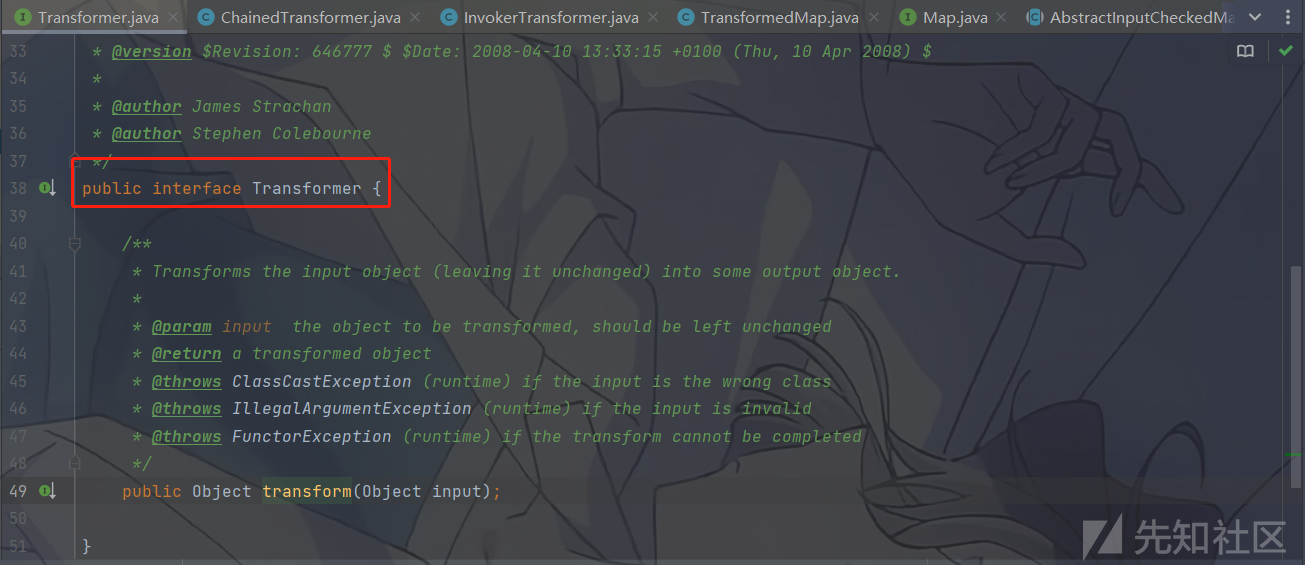 Transformer.java ChainedTransformer.java InvokerTransformer.java TransformedMap.java Map.java AbstractInputCheckedMa
33 * @version $Revision: 646777 $ $Date: 2008-04-10 13:33:15 +0100 (Thu, 10 Apr 2008) $
34 *
35 * @author James Strachan
36 * @author Stephen Colebourne
37 */
38 public interface Transformer {
39
40 /**
41 * Transforms the input object (leaving it unchanged) into some output object.
42 *
43 * @param input  the object to be transformed, should be left unchanged
44 * @return a transformed object
45 * @throws ClassCastException (runtime) if the input is the wrong class
46 * @throws IllegalArgumentException (runtime) if the input is invalid
47 * @throws FunctorException (runtime) if the transform cannot be completed
48 */
49 public Object transform(Object input);
50
51 }
先知社区